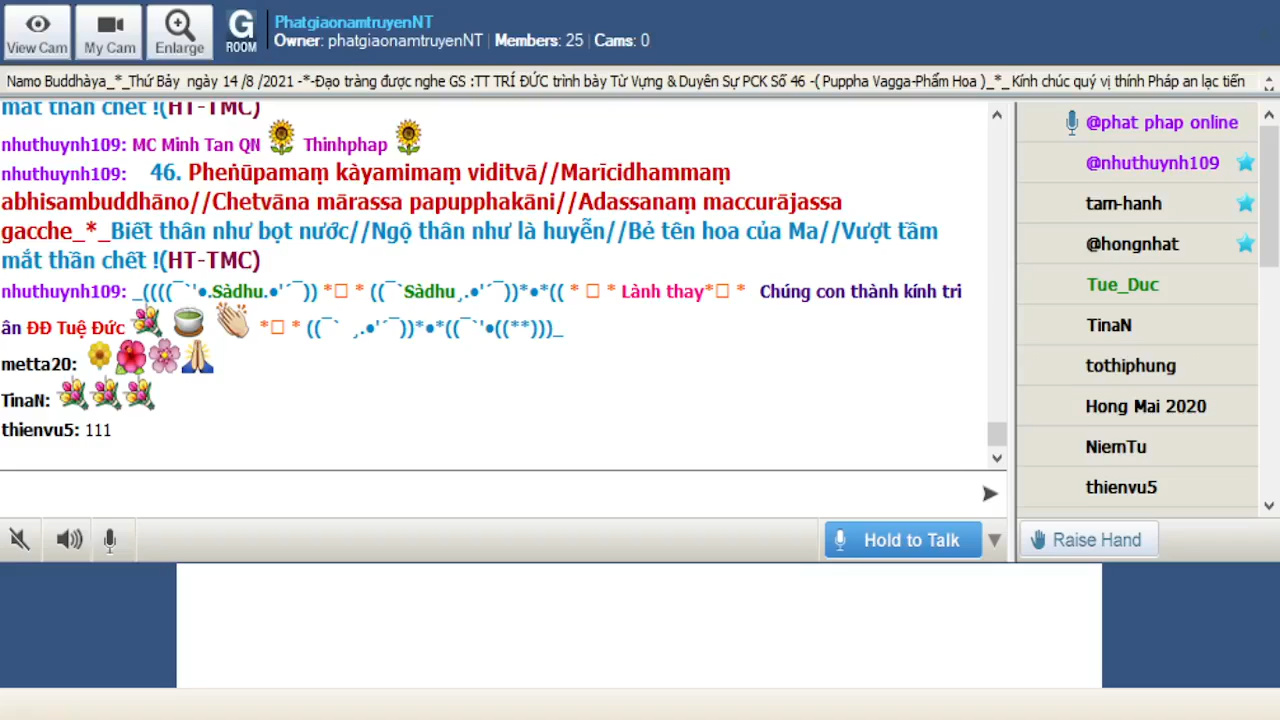 View Cam
My Cam
Enlarge
G
ROOM
PhatgiaonamtruyenNT
Owner: phatgiaonamtruyenNT | Members: 25 | Cams: 0
Namo Buddhàya_*_Thứ Bảy ngày 14 /8 /2021 -*-Đạo tràng được nghe GS :TT TRÍ ĐỨC trình bày Từ Vựng & Duyên Sự PCK Số 46 -( Puppha Vagga-Phẩm Hoa )_*_Kính chúc quý vị thính Pháp an lạc tiến
mắt thần chết !(HT-TMC)
nhuthuynh109: MC Minh Tan QN 🌻 Thinhphap 🌻
nhuthuynh109: 46. Pheṅūpamaṃ kàyamimaṃ viditvā//Marīcidhammaṃ
abhisambuddhāno//Chetvāna mārassa papupphakāni//Adassanaṃ maccurājassa
gacche_*_Biết thân như bọt nước//Ngộ thân như là huyễn//Bẻ tên hoa của Ma//Vượt tầm
mắt thần chết !(HT-TMC)
nhuthuynh109: _((((¯`'•.Sàdhu.•'´¯)) *□ * ((¯`Sàdhu¸.•'´¯))*•*(( * □ * Lành thay*□ * Chúng con thành kính tri
ân ĐĐ Tuệ Đức 💐 🍵 👏 *□ * ((¯` ¸.•'´¯))*•*((¯`'•((**)))_
metta20: 🌼🌺🌸🙏
TinaN: 💐💐💐
thienvu5: 111
Hold to Talk
@phat phap online
@nhuthuynh109
tam-hanh
@hongnhat
Tue_Duc
TinaN
tothiphung
Hong Mai 2020
NiemTu
thienvu5
Raise Hand